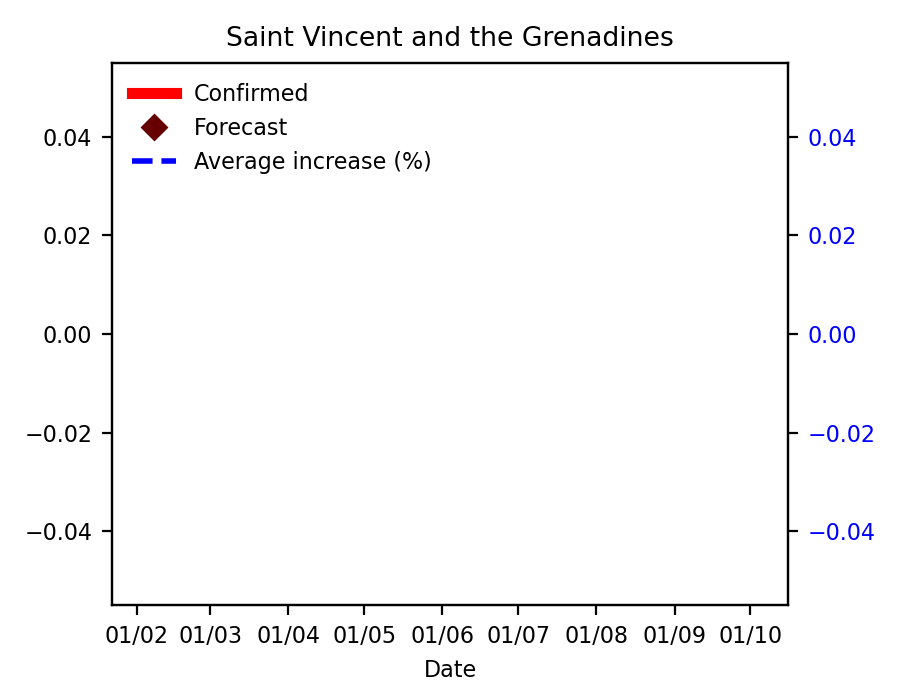 Saint Vincent and the Grenadines
Confirmed
Forecast
Average increase (%)
0.04 0.04
0.02 0.02
0.00 0.00
−0.02 −0.02
−0.04 −0.04
01/02 01/03 01/04 01/05 01/06 01/07 01/08 01/09 01/10
Date